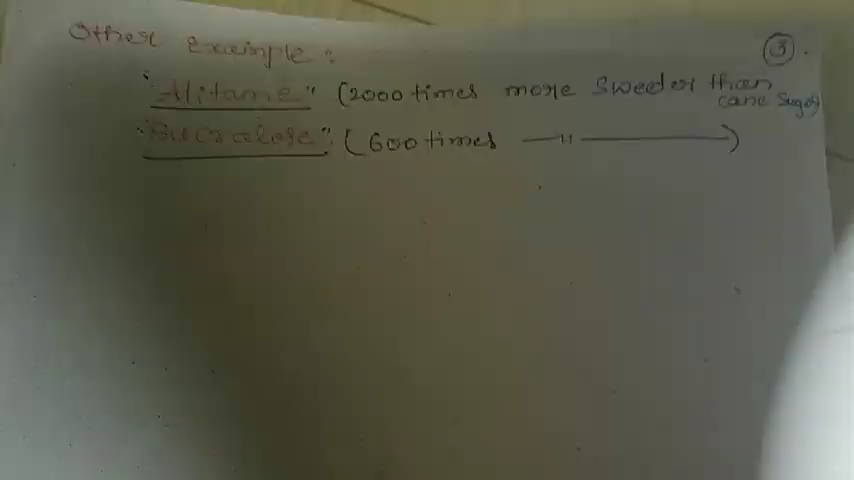 Other example:
③.
"Alitame" (2000 times more Sweeter than
cane Sugar)
"Sucralose" (600 times —〃———)